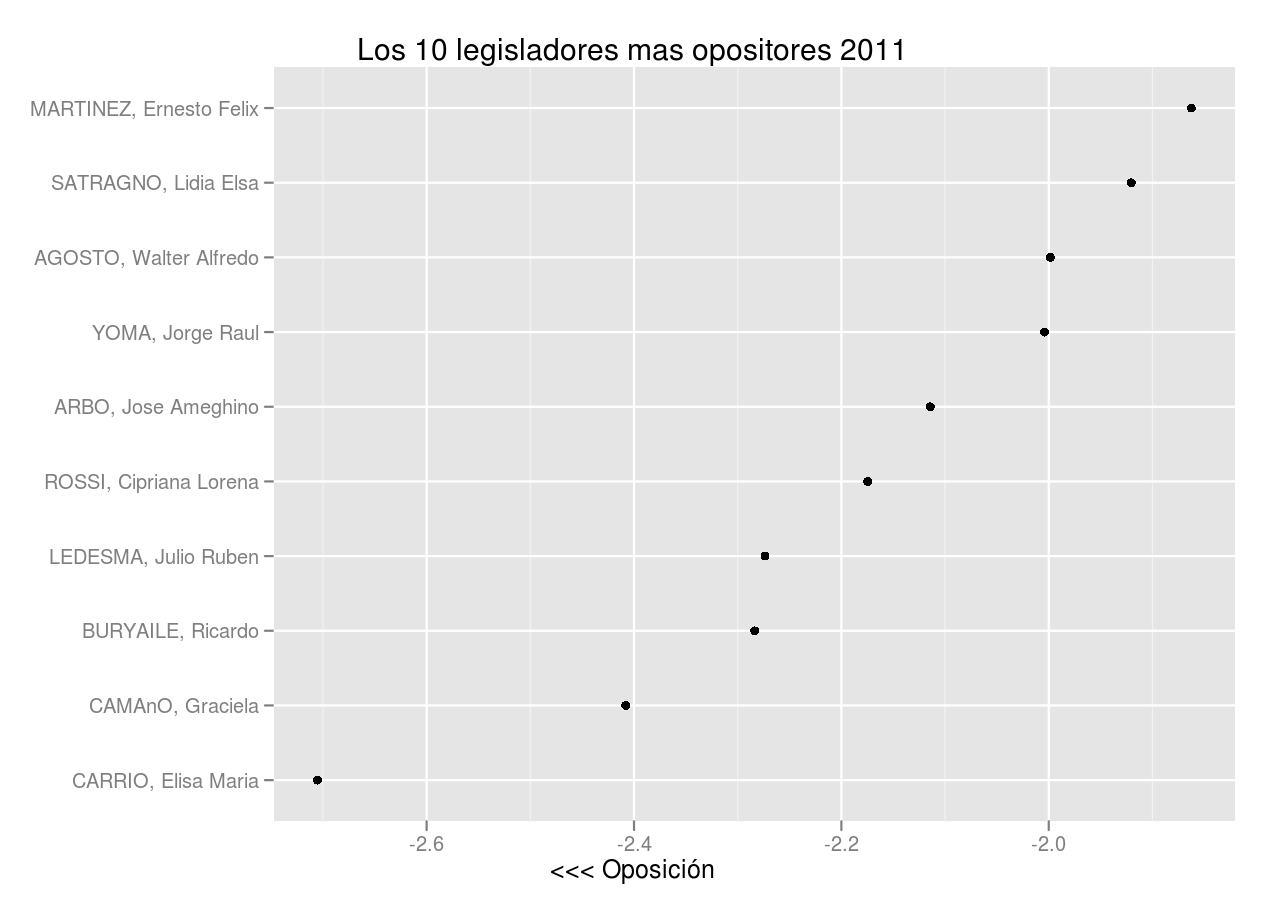 Los 10 legisladores mas opositores 2011
MARTINEZ, Ernesto Felix
SATRAGNO, Lidia Elsa
AGOSTO, Walter Alfredo
YOMA, Jorge Raul
ARBO, Jose Ameghino
ROSSI, Cipriana Lorena
LEDESMA, Julio Ruben
BURYAILE, Ricardo
CAMAnO, Graciela
CARRIO, Elisa Maria
-2.6 -2.4 -2.2 -2.0
<<< Oposición